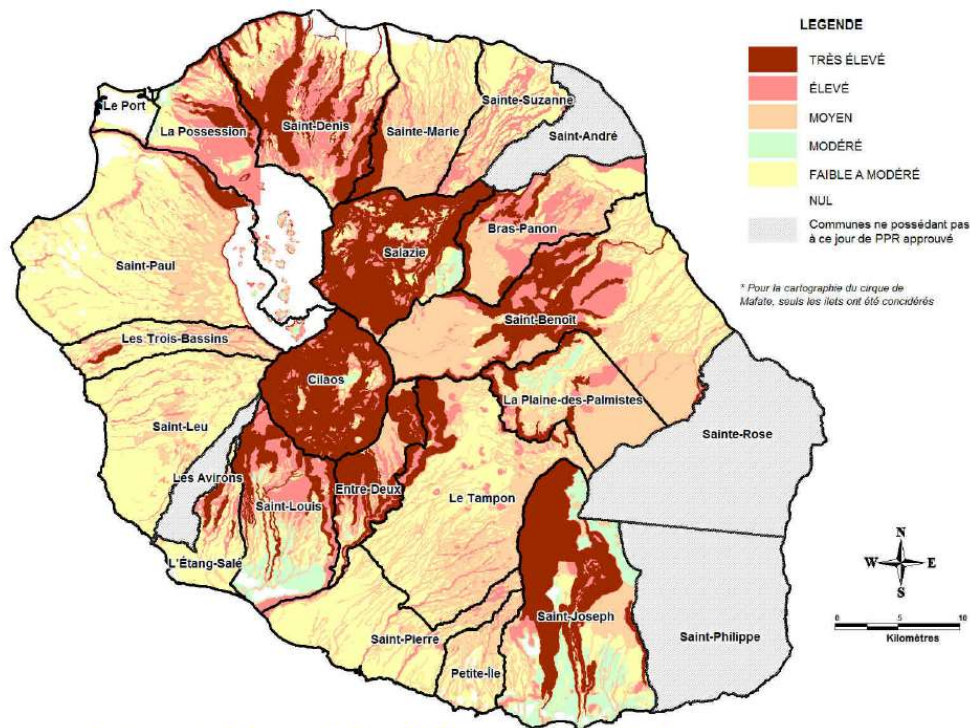 LEGENDE
TRÈS ÉLEVÉ
ÉLEVÉ
MOYEN
MODÉRÉ
FAIBLE A MODÉRÉ
NUL
Communes ne possédant pas
à ce jour de PPR approuvé
* Pour la cartographie du cirque de
Mafate, seuls les ilets ont été concidérés
Le Port
La Possession
Saint-Denis
Sainte-Marie
Sainte-Suzanne
Saint-André
Bras-Panon
Salazie
Saint-Paul
Saint-Benoît
Les Trois-Bassins
Cilaos
La Plaine-des-Palmistes
Saint-Leu
Sainte-Rose
Les Avirons
Saint-Louis
Entre-Deux
Le Tampon
L'Étang-Salé
Saint-Joseph
Saint-Pierre
Petite-Île
Saint-Philippe
N
W E
S
0 5 10
Kilomètres